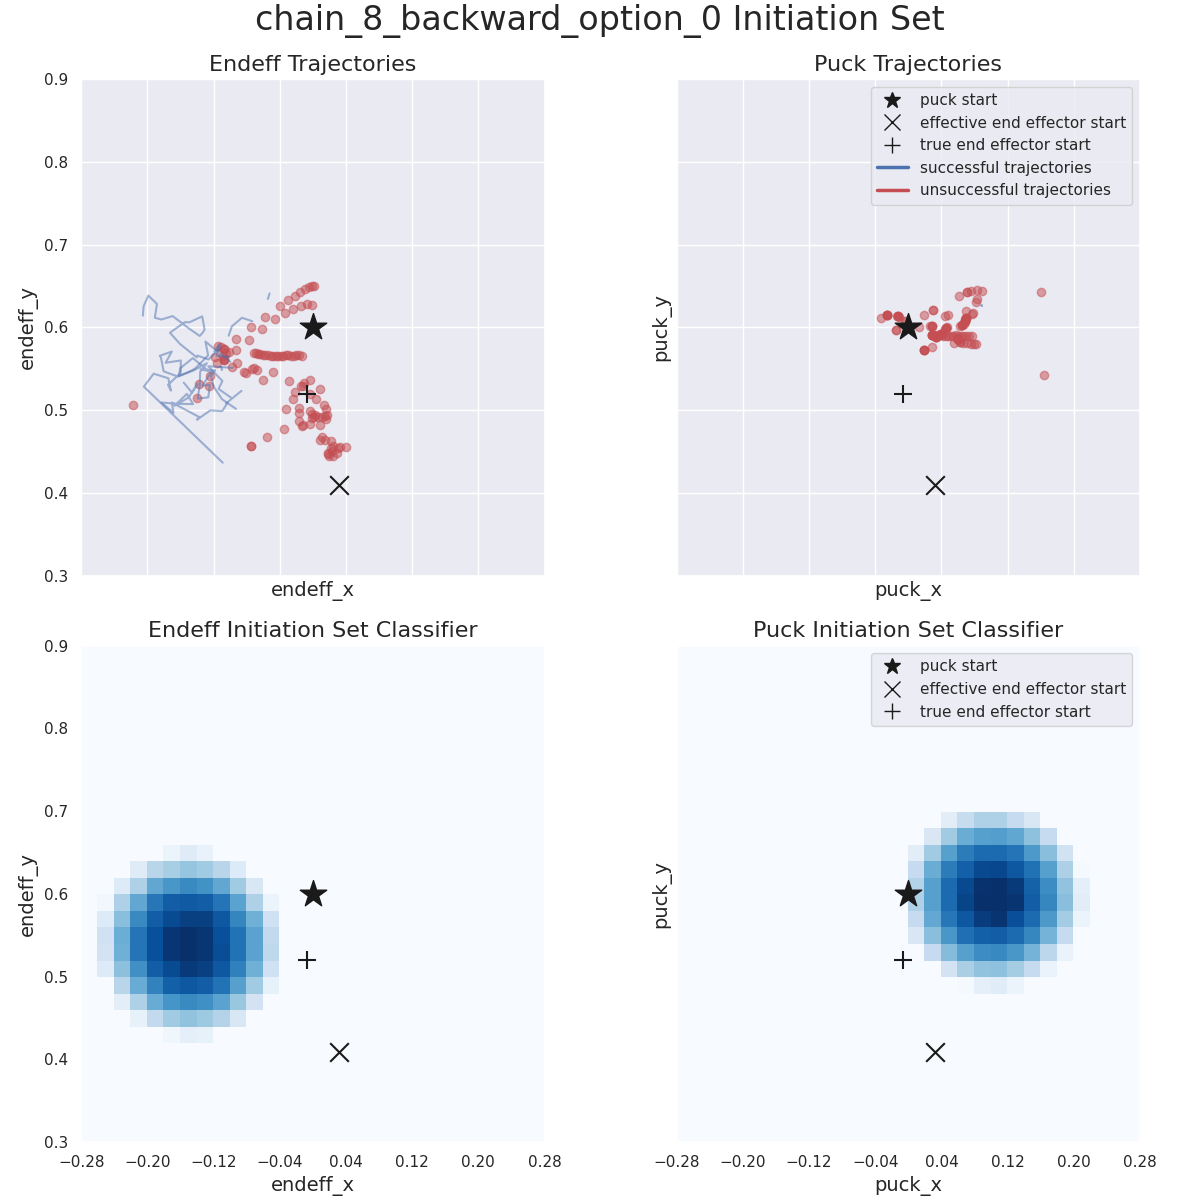 chain_8_backward_option_0 Initiation Set
Endeff Trajectories
Puck Trajectories
0.9
0.8
0.7
0.6
0.5
0.4
0.3
endeff_y
endeff_x
puck_y
puck_x
puck start
effective end effector start
true end effector start
successful trajectories
unsuccessful trajectories
Endeff Initiation Set Classifier
Puck Initiation Set Classifier
0.9
0.8
0.7
0.6
0.5
0.4
0.3
endeff_y
−0.28 −0.20 −0.12 −0.04 0.04 0.12 0.20 0.28
endeff_x
puck_y
puck start
effective end effector start
true end effector start
−0.28 −0.20 −0.12 −0.04 0.04 0.12 0.20 0.28
puck_x